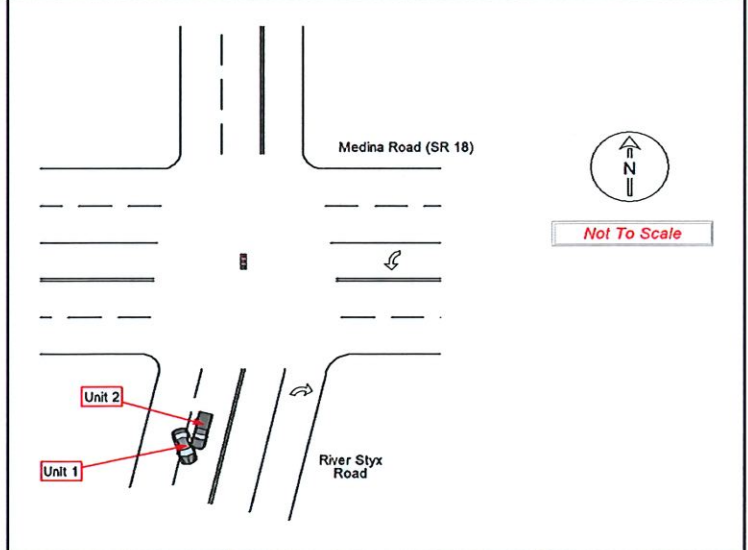 Medina Road (SR 18)
N
Not To Scale
Unit 2
Unit 1
River Styx
Road